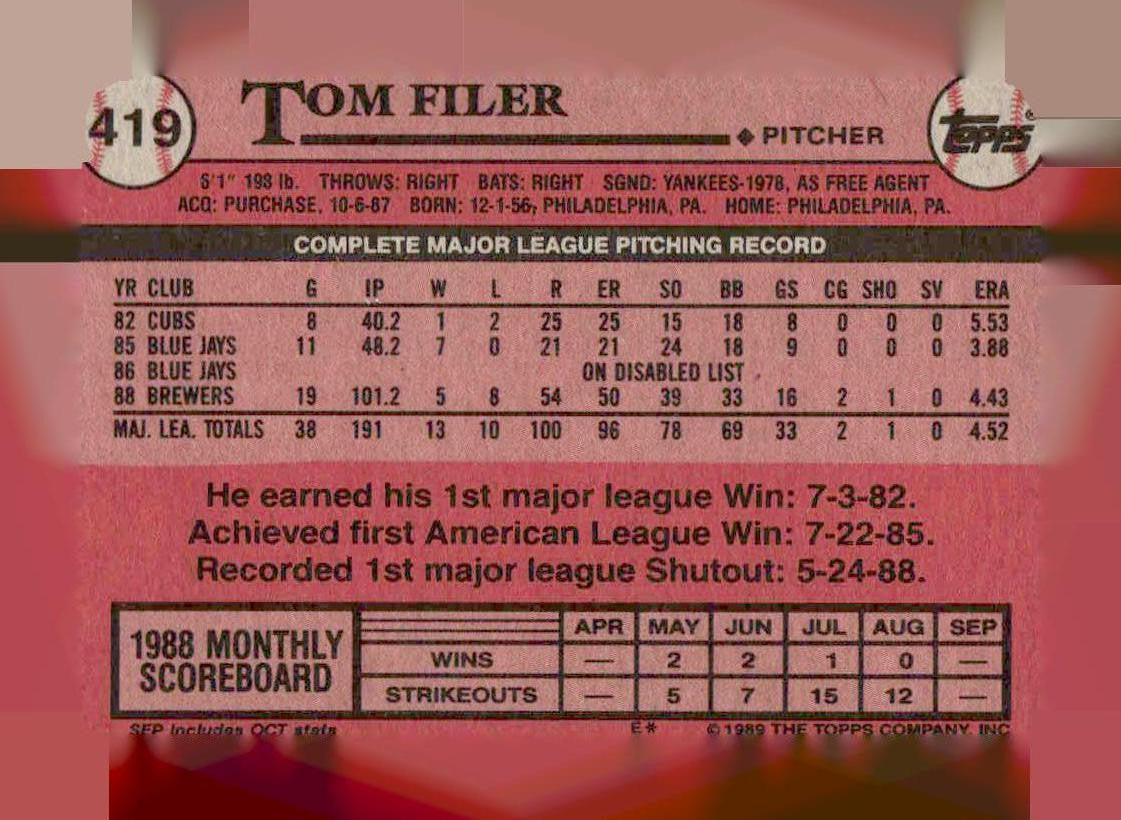 419
TOM FILER
◆ PITCHER
TOPPS®
6'1" 198 lb. THROWS: RIGHT BATS: RIGHT SGND: YANKEES-1978, AS FREE AGENT
ACQ: PURCHASE, 10-6-87 BORN: 12-1-56, PHILADELPHIA, PA. HOME: PHILADELPHIA, PA.
COMPLETE MAJOR LEAGUE PITCHING RECORD
YR CLUB G IP W L R ER SO BB GS CG SHO SV ERA
82 CUBS 8 40.2 1 2 25 25 15 18 8 0 0 0 5.53
85 BLUE JAYS 11 48.2 7 0 21 21 24 18 9 0 0 0 3.88
86 BLUE JAYS ON DISABLED LIST
88 BREWERS 19 101.2 5 8 54 50 39 33 16 2 1 0 4.43
MAJ. LEA. TOTALS 38 191 13 10 100 96 78 69 33 2 1 0 4.52
He earned his 1st major league Win: 7-3-82.
Achieved first American League Win: 7-22-85.
Recorded 1st major league Shutout: 5-24-88.
1988 MONTHLY SCOREBOARD
APR MAY JUN JUL AUG SEP
WINS — 2 2 1 0 —
STRIKEOUTS — 5 7 15 12 —
SEP includes OCT stats E* © 1989 THE TOPPS COMPANY, INC